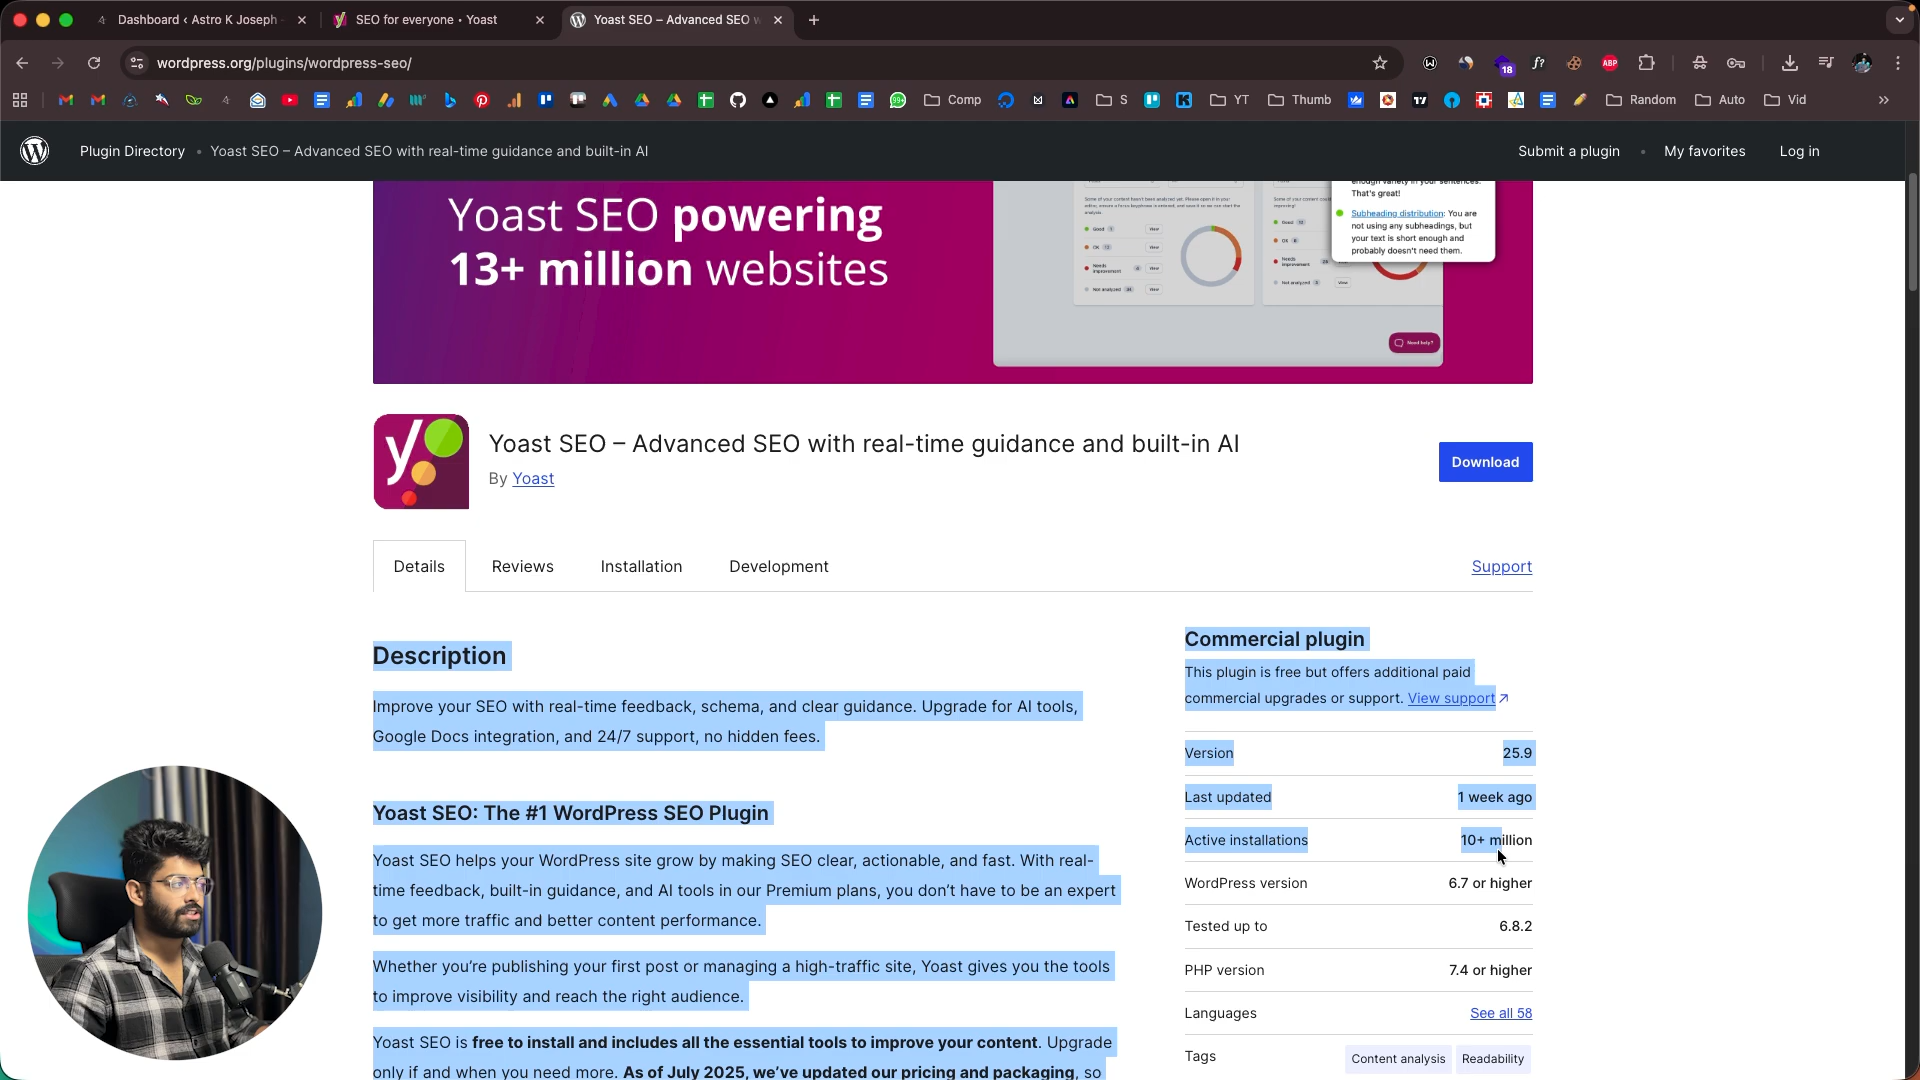 Dashboard ‹ Astro K Joseph
SEO for everyone • Yoast
Yoast SEO – Advanced SEO w
wordpress.org/plugins/wordpress-seo/
18
f?
ABP
Comp
S
YT
Thumb
Random
Auto
Vid
Plugin Directory • Yoast SEO – Advanced SEO with real-time guidance and built-in AI
Submit a plugin • My favorites Log in
Yoast SEO powering
13+ million websites
enough variety in your sentences.
That's great!
Subheading distribution: You are
not using any subheadings, but
your text is short enough and
probably doesn't need them.
Need help?
Yoast SEO – Advanced SEO with real-time guidance and built-in AI
By Yoast
Download
Details
Reviews
Installation
Development
Support
Description
Improve your SEO with real-time feedback, schema, and clear guidance. Upgrade for AI tools,
Google Docs integration, and 24/7 support, no hidden fees.
Yoast SEO: The #1 WordPress SEO Plugin
Yoast SEO helps your WordPress site grow by making SEO clear, actionable, and fast. With real-
time feedback, built-in guidance, and AI tools in our Premium plans, you don't have to be an expert
to get more traffic and better content performance.
Whether you're publishing your first post or managing a high-traffic site, Yoast gives you the tools
to improve visibility and reach the right audience.
Yoast SEO is free to install and includes all the essential tools to improve your content. Upgrade
only if and when you need more. As of July 2025, we've updated our pricing and packaging, so
Commercial plugin
This plugin is free but offers additional paid
commercial upgrades or support. View support
Version 25.9
Last updated 1 week ago
Active installations 10+ million
WordPress version 6.7 or higher
Tested up to 6.8.2
PHP version 7.4 or higher
Languages See all 58
Tags Content analysis Readability